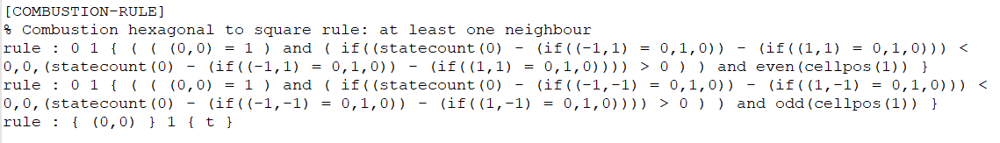 [COMBUSTION-RULE]
% Combustion hexagonal to square rule: at least one neighbour
rule : 0 1 { ( ( (0,0) = 1 ) and ( if((statecount(0) - (if((-1,1) = 0,1,0)) - (if((1,1) = 0,1,0))) <
0,0,(statecount(0) - (if((-1,1) = 0,1,0)) - (if((1,1) = 0,1,0)))) > 0 ) ) and even(cellpos(1)) }
rule : 0 1 { ( ( (0,0) = 1 ) and ( if((statecount(0) - (if((-1,-1) = 0,1,0)) - (if((1,-1) = 0,1,0))) <
0,0,(statecount(0) - (if((-1,-1) = 0,1,0)) - (if((1,-1) = 0,1,0)))) > 0 ) ) and odd(cellpos(1)) }
rule : { (0,0) } 1 { t }